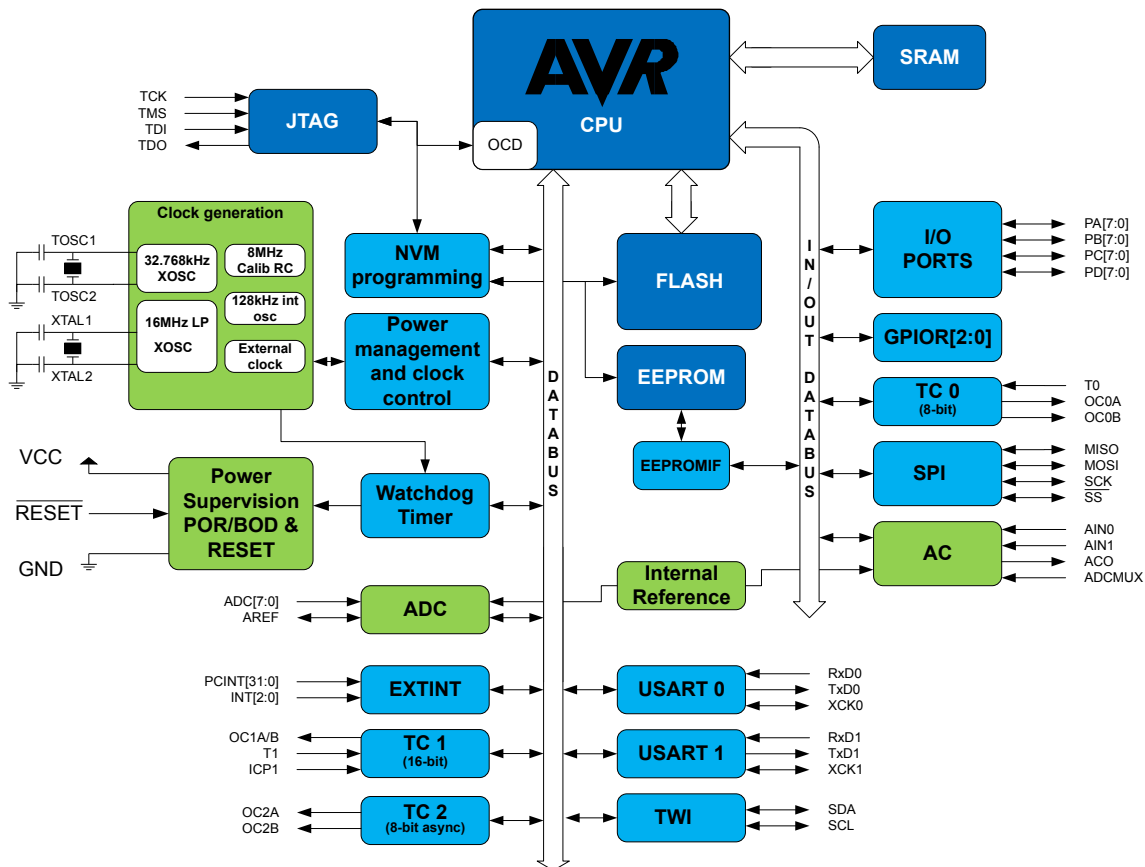 AVR
CPU
OCD
SRAM
TCK
TMS
TDI
TDO
JTAG
Clock generation
TOSC1
TOSC2
XTAL1
XTAL2
32.768kHz
XOSC
8MHz
Calib RC
128kHz int
osc
16MHz LP
XOSC
External
clock
NVM
programming
Power
management
and clock
control
FLASH
EEPROM
EEPROMIF
DATABUS
IN/OUT DATABUS
I/O
PORTS
PA[7:0]
PB[7:0]
PC[7:0]
PD[7:0]
GPIOR[2:0]
TC 0
(8-bit)
T0
OC0A
OC0B
SPI
MISO
MOSI
SCK
SS
AC
AIN0
AIN1
ACO
ADCMUX
VCC
RESET
GND
Power
Supervision
POR/BOD &
RESET
Watchdog
Timer
Internal
Reference
ADC[7:0]
AREF
ADC
PCINT[31:0]
INT[2:0]
EXTINT
USART 0
RxD0
TxD0
XCK0
OC1A/B
T1
ICP1
TC 1
(16-bit)
USART 1
RxD1
TxD1
XCK1
OC2A
OC2B
TC 2
(8-bit async)
TWI
SDA
SCL